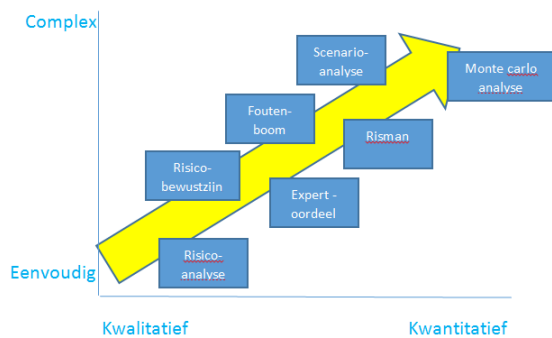 Complex
Scenario-
analyse
Monte carlo
analyse
Fouten-
boom
Risman
Risico-
bewustzijn
Expert -
oordeel
Risico-
analyse
Eenvoudig
Kwalitatief
Kwantitatief